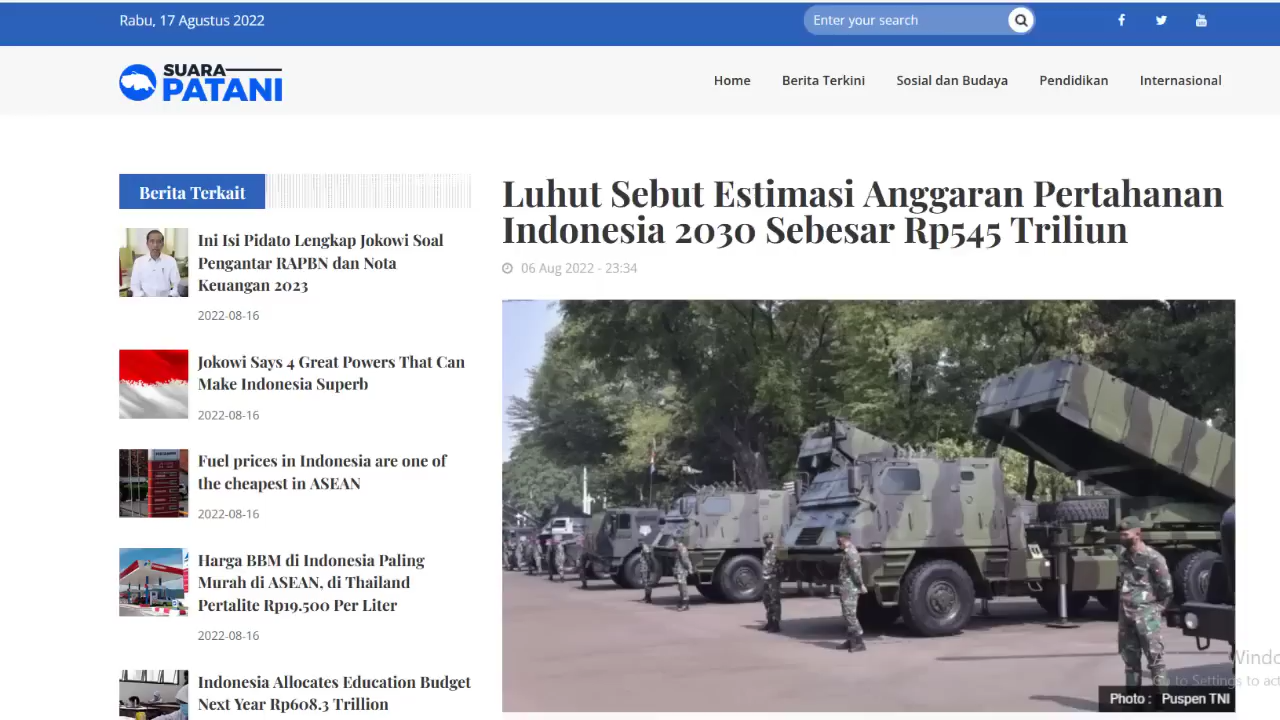 Rabu, 17 Agustus 2022
Enter your search
SUARA
PATANI
Home
Berita Terkini
Sosial dan Budaya
Pendidikan
Internasional
Berita Terkait
Ini Isi Pidato Lengkap Jokowi Soal
Pengantar RAPBN dan Nota
Keuangan 2023
2022-08-16
Jokowi Says 4 Great Powers That Can
Make Indonesia Superb
2022-08-16
Fuel prices in Indonesia are one of
the cheapest in ASEAN
2022-08-16
Harga BBM di Indonesia Paling
Murah di ASEAN, di Thailand
Pertalite Rp19.500 Per Liter
2022-08-16
Indonesia Allocates Education Budget
Next Year Rp608.3 Trillion
Luhut Sebut Estimasi Anggaran Pertahanan
Indonesia 2030 Sebesar Rp545 Triliun
06 Aug 2022 - 23:34
to Settings to act
Photo : Puspen TNI